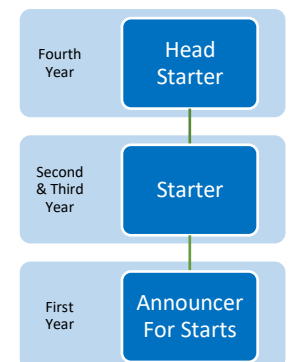 Fourth
Year
Head
Starter
Second
& Third
Year
Starter
First
Year
Announcer
For Starts